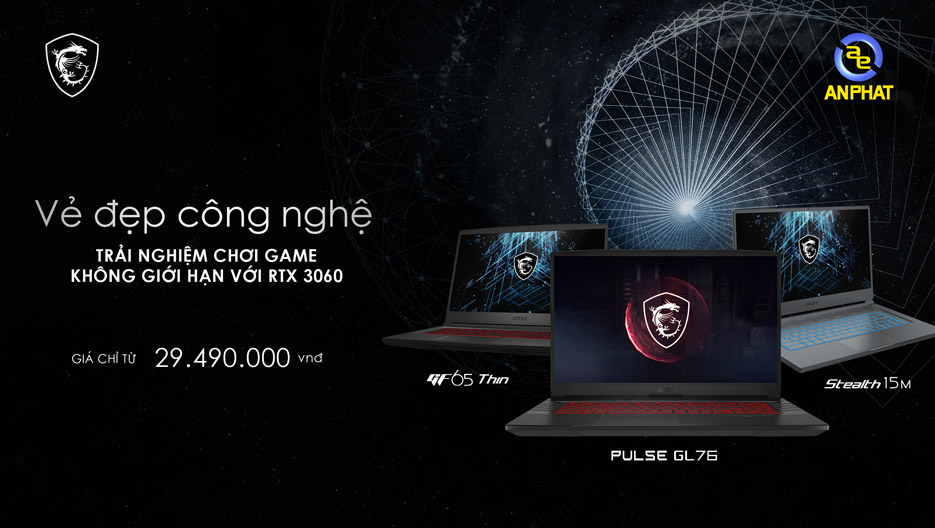 ae
ANPHAT
Vẻ đẹp công nghệ
TRẢI NGHIỆM CHƠI GAME
KHÔNG GIỚI HẠN VỚI RTX 3060
GIÁ CHỈ TỪ 29.490.000 vnđ
GF65 Thin
Stealth 15M
PULSE GL76